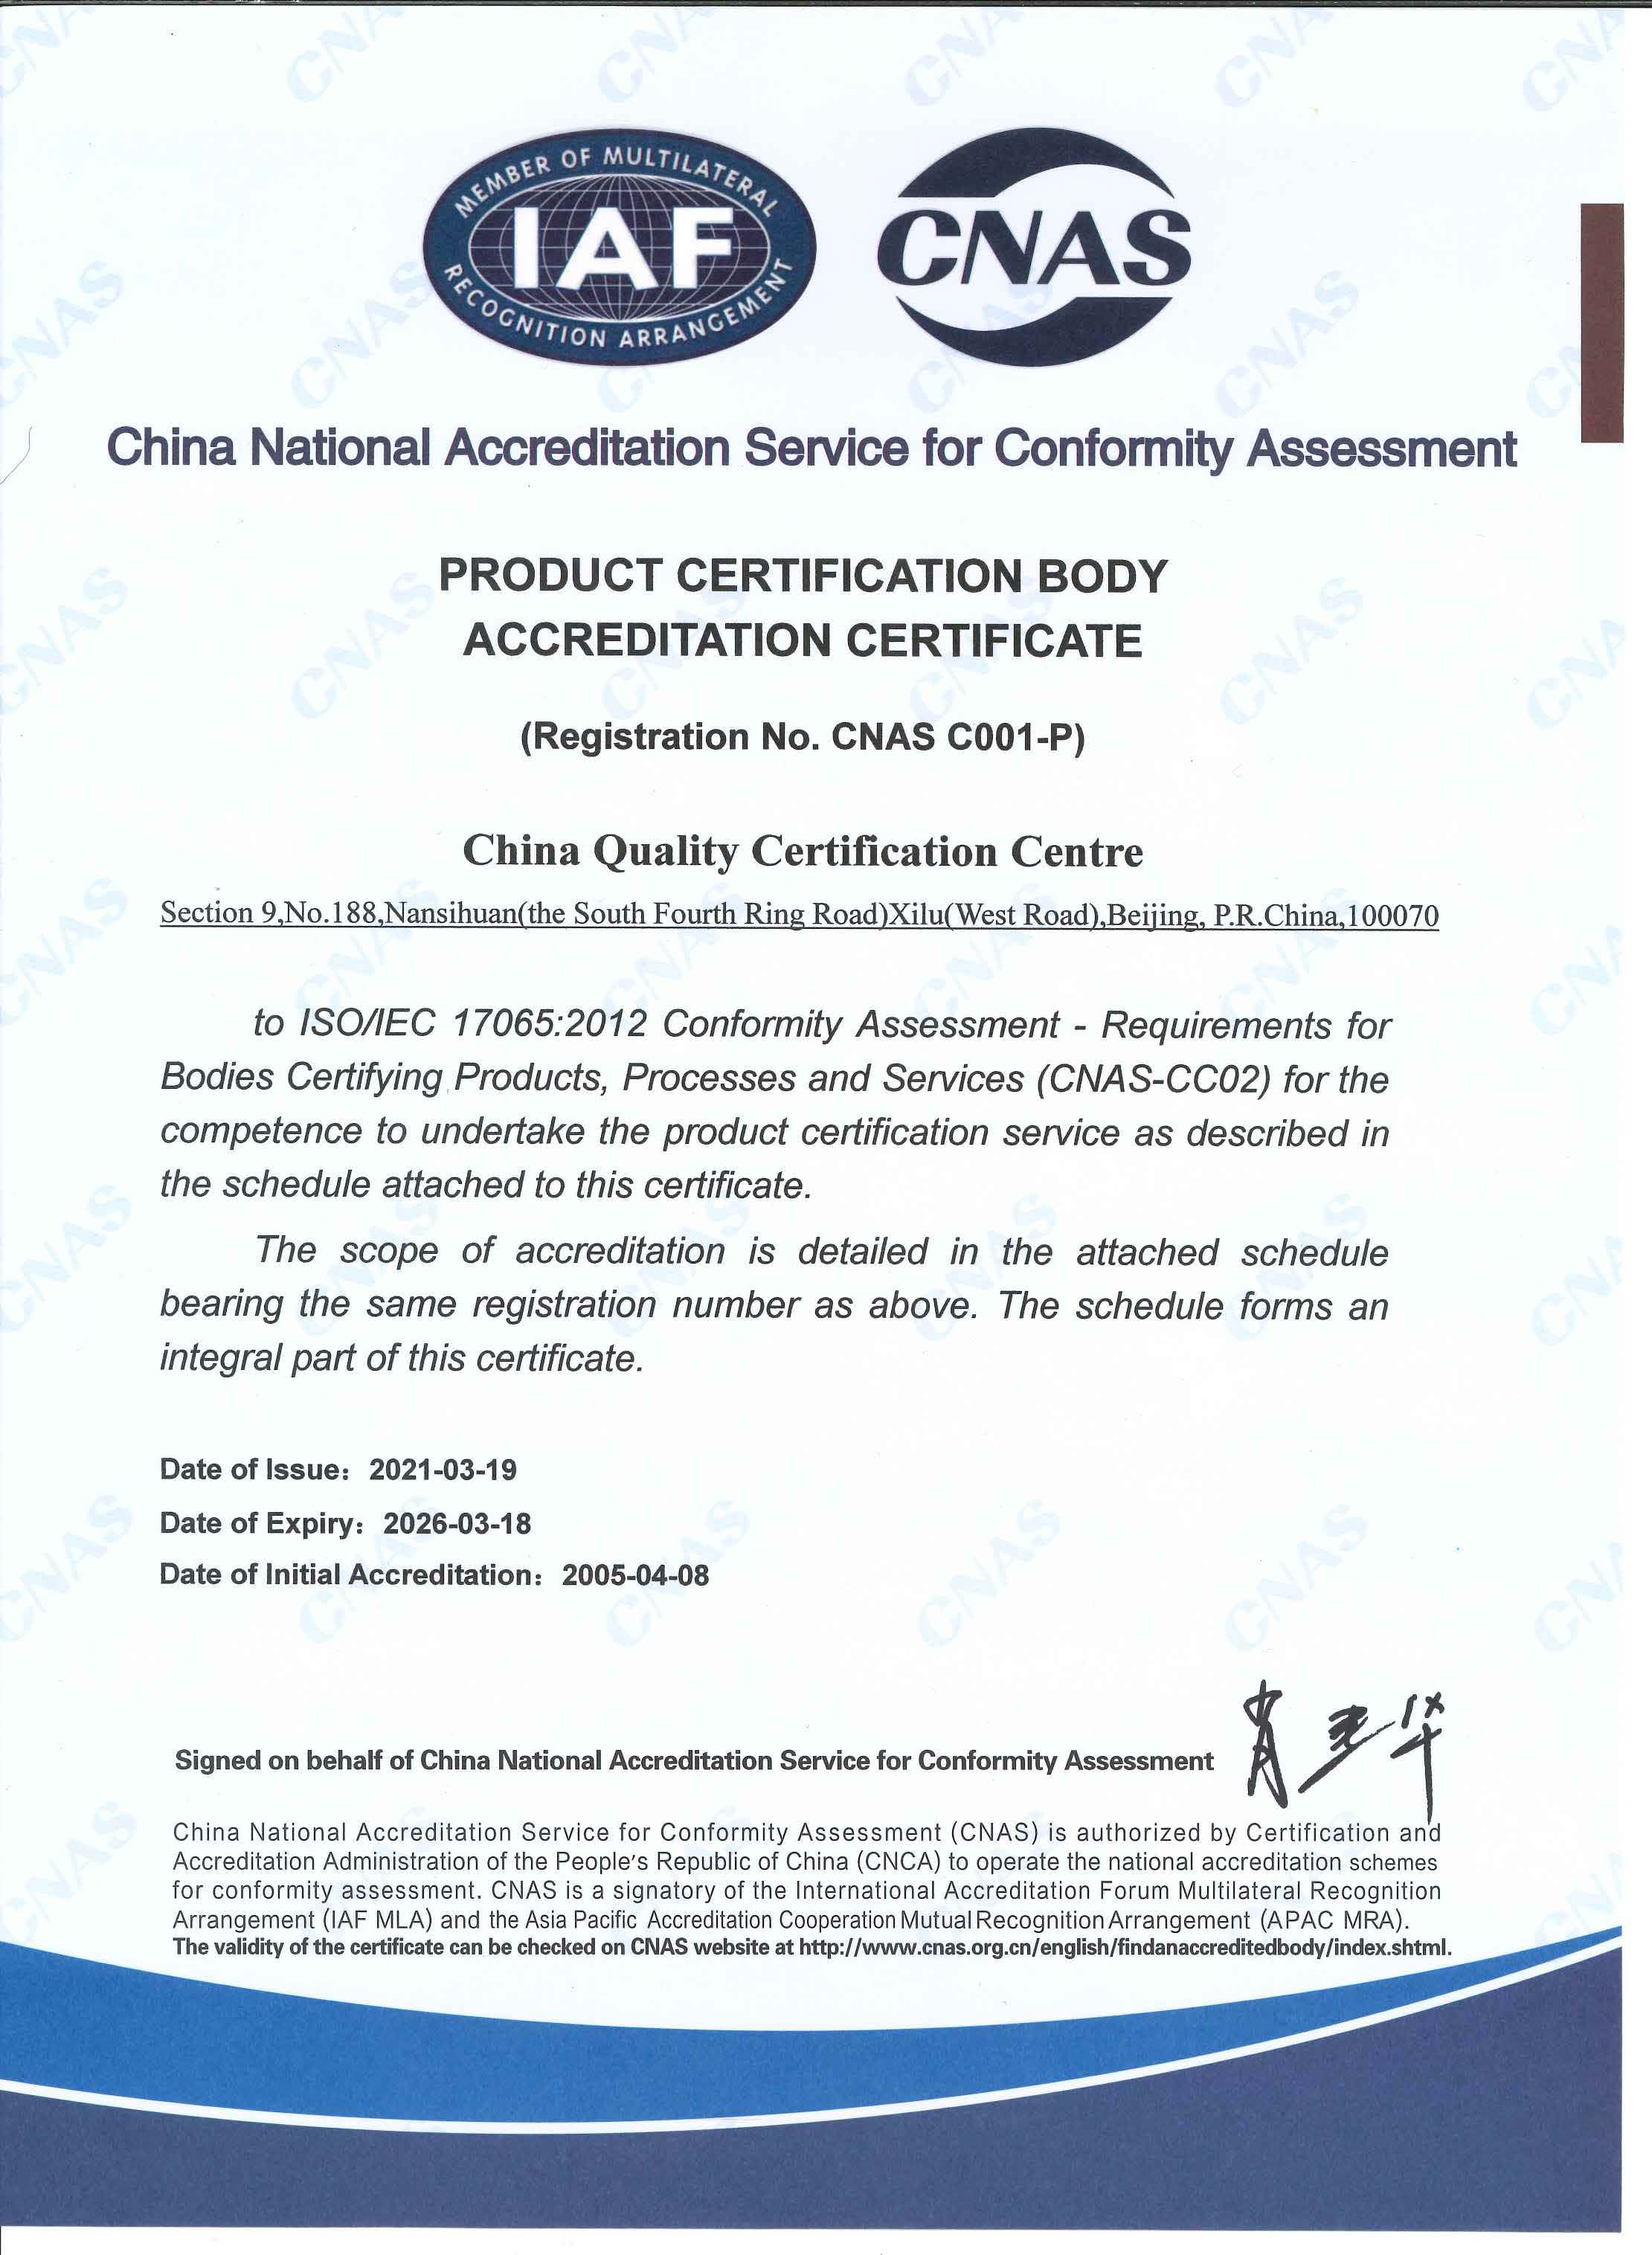 MEMBER OF MULTILATERAL
IAF
RECOGNITION ARRANGEMENT
CNAS
China National Accreditation Service for Conformity Assessment
PRODUCT CERTIFICATION BODY
ACCREDITATION CERTIFICATE
(Registration No. CNAS C001-P)
China Quality Certification Centre
Section 9,No.188,Nansihuan(the South Fourth Ring Road)Xilu(West Road),Beijing, P.R.China,100070
to ISO/IEC 17065:2012 Conformity Assessment - Requirements for
Bodies Certifying Products, Processes and Services (CNAS-CC02) for the
competence to undertake the product certification service as described in
the schedule attached to this certificate.
The scope of accreditation is detailed in the attached schedule
bearing the same registration number as above. The schedule forms an
integral part of this certificate.
Date of Issue：2021-03-19
Date of Expiry：2026-03-18
Date of Initial Accreditation：2005-04-08
Signed on behalf of China National Accreditation Service for Conformity Assessment
China National Accreditation Service for Conformity Assessment (CNAS) is authorized by Certification and
Accreditation Administration of the People's Republic of China (CNCA) to operate the national accreditation schemes
for conformity assessment. CNAS is a signatory of the International Accreditation Forum Multilateral Recognition
Arrangement (IAF MLA) and the Asia Pacific Accreditation Cooperation Mutual Recognition Arrangement (APAC MRA).
The validity of the certificate can be checked on CNAS website at http://www.cnas.org.cn/english/findanaccreditedbody/index.shtml.